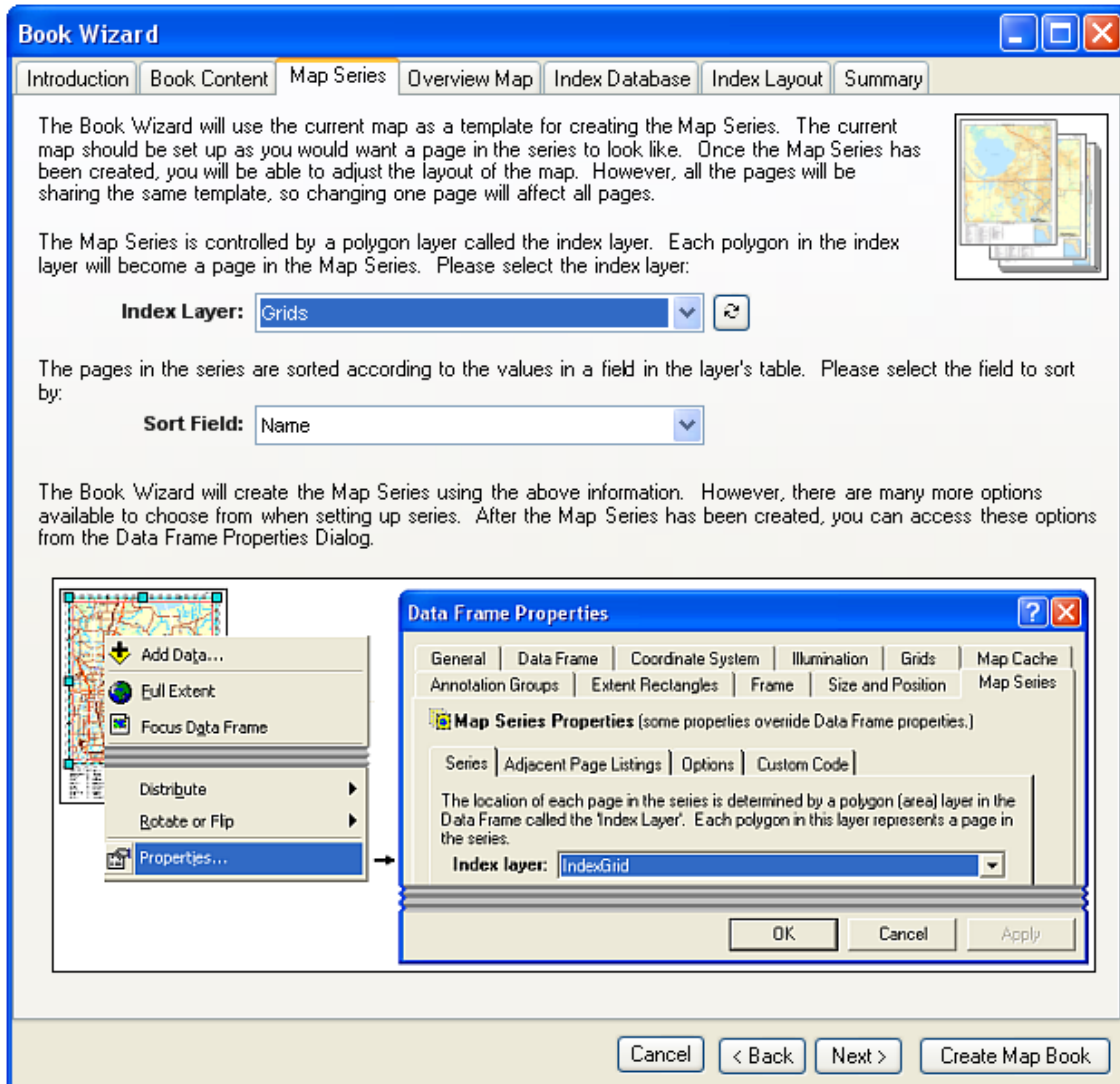 Book Wizard
Introduction
Book Content
Map Series
Overview Map
Index Database
Index Layout
Summary
The Book Wizard will use the current map as a template for creating the Map Series. The current
map should be set up as you would want a page in the series to look like. Once the Map Series has
been created, you will be able to adjust the layout of the map. However, all the pages will be
sharing the same template, so changing one page will affect all pages.
The Map Series is controlled by a polygon layer called the index layer. Each polygon in the index
layer will become a page in the Map Series. Please select the index layer:
Index Layer: Grids
The pages in the series are sorted according to the values in a field in the layer's table. Please select the field to sort
by:
Sort Field: Name
The Book Wizard will create the Map Series using the above information. However, there are many more options
available to choose from when setting up series. After the Map Series has been created, you can access these options
from the Data Frame Properties Dialog.
Add Data...
Full Extent
Focus Data Frame
Distribute
Rotate or Flip
Properties...
Data Frame Properties
General
Data Frame
Coordinate System
Illumination
Grids
Map Cache
Annotation Groups
Extent Rectangles
Frame
Size and Position
Map Series
Map Series Properties (some properties override Data Frame properties.)
Series
Adjacent Page Listings
Options
Custom Code
The location of each page in the series is determined by a polygon (area) layer in the
Data Frame called the 'Index Layer'. Each polygon in this layer represents a page in
the series.
Index layer: IndexGrid
OK
Cancel
Apply
Cancel
< Back
Next >
Create Map Book